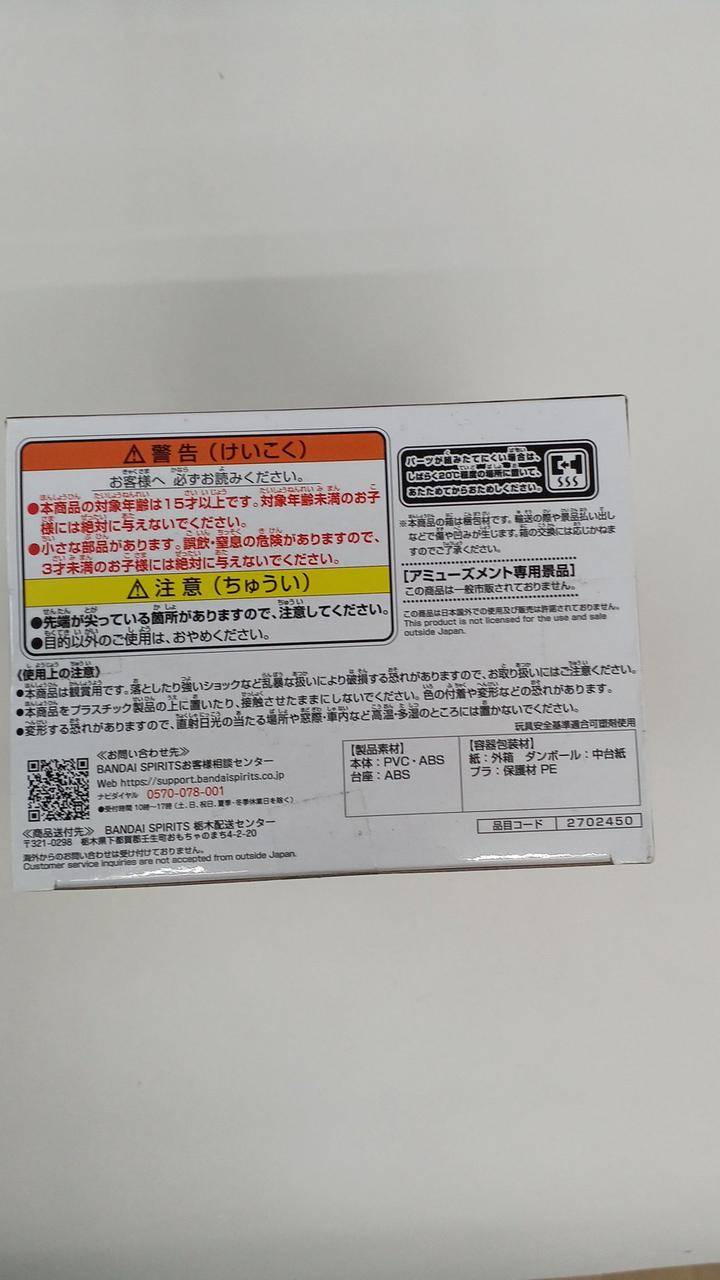 ⚠警告（けいこく）
お客様へ 必ずお読みください。
●本商品の対象年齢は15才以上です。対象年齢未満のお子
様には絶対に与えないでください。
●小さな部品があります。誤飲・窒息の危険がありますので、
3才未満のお子様には絶対に与えないでください。
⚠注意（ちゅうい）
●先端が尖っている箇所がありますので、注意してください。
●目的以外のご使用は、おやめください。
パーツが組みたてにくい場合は、
しばらく20℃程度の場所に置いて、
あたためてからおためしください。
※本商品の箱は梱包材です。輸送の際や景品払い出し
などで傷や凹みが生じます。箱の交換には応じかねま
すのでご了承ください。
【アミューズメント専用景品】
この商品は一般市販されておりません。
この商品は日本国外での使用及び販売は許諾されておりません。
This product is not licensed for the use and sale
outside Japan.
《使用上の注意》
●本商品は観賞用です。落としたり強いショックなど乱暴な扱いにより破損する恐れがありますので、お取り扱いにはご注意ください。
●本商品をプラスチック製品の上に置いたり、接触させたままにしないでください。色の付着や変形などの恐れがあります。
●変形する恐れがありますので、直射日光の当たる場所や窓際・車内など高温・多湿のところには置かないでください。
玩具安全基準適合可塑剤使用
≪お問い合わせ先≫
BANDAI SPIRITSお客様相談センター
Web https://support.bandaispirits.co.jp
ナビダイヤル 0570-078-001
●受付時間 10時〜17時（土、日、祝日、夏季・冬季休業日を除く）
≪商品送付先≫ BANDAI SPIRITS 栃木配送センター
〒321-0298 栃木県下都賀郡壬生町おもちゃのまち4-2-20
海外からのお問い合わせは受け付けておりません。
Customer service inquiries are not accepted from outside Japan.
【製品素材】
本体：PVC・ABS
台座：ABS
【容器包装材】
紙：外箱 ダンボール：中台紙
プラ：保護材 PE
品目コード 2702450